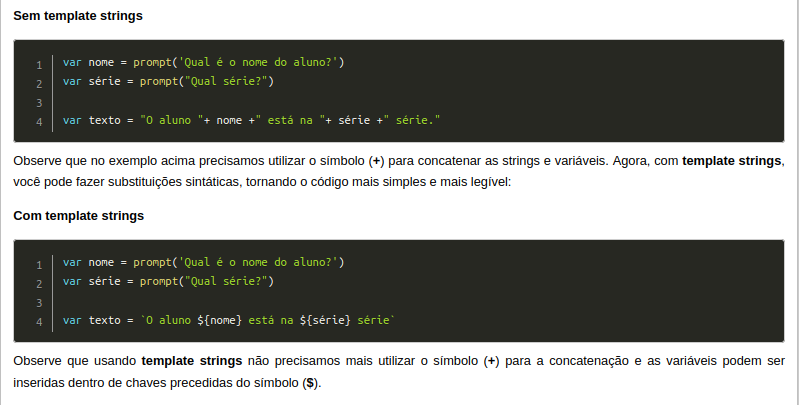 Sem template strings
1 var nome = prompt('Qual é o nome do aluno?')
2 var série = prompt("Qual série?")
3
4 var texto = "O aluno "+ nome +" está na "+ série +" série."
Observe que no exemplo acima precisamos utilizar o símbolo (+) para concatenar as strings e variáveis. Agora, com template strings,
você pode fazer substituições sintáticas, tornando o código mais simples e mais legível:
Com template strings
1 var nome = prompt('Qual é o nome do aluno?')
2 var série = prompt("Qual série?")
3
4 var texto = `O aluno ${nome} está na ${série} série`
Observe que usando template strings não precisamos mais utilizar o símbolo (+) para a concatenação e as variáveis podem ser
inseridas dentro de chaves precedidas do símbolo ($).